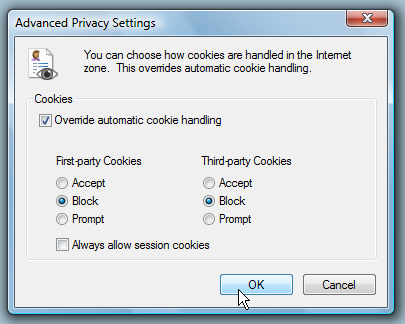 Advanced Privacy Settings
You can choose how cookies are handled in the Internet
zone.  This overrides automatic cookie handling.
Cookies
Override automatic cookie handling
First-party Cookies Third-party Cookies
Accept Accept
Block Block
Prompt Prompt
Always allow session cookies
OK Cancel